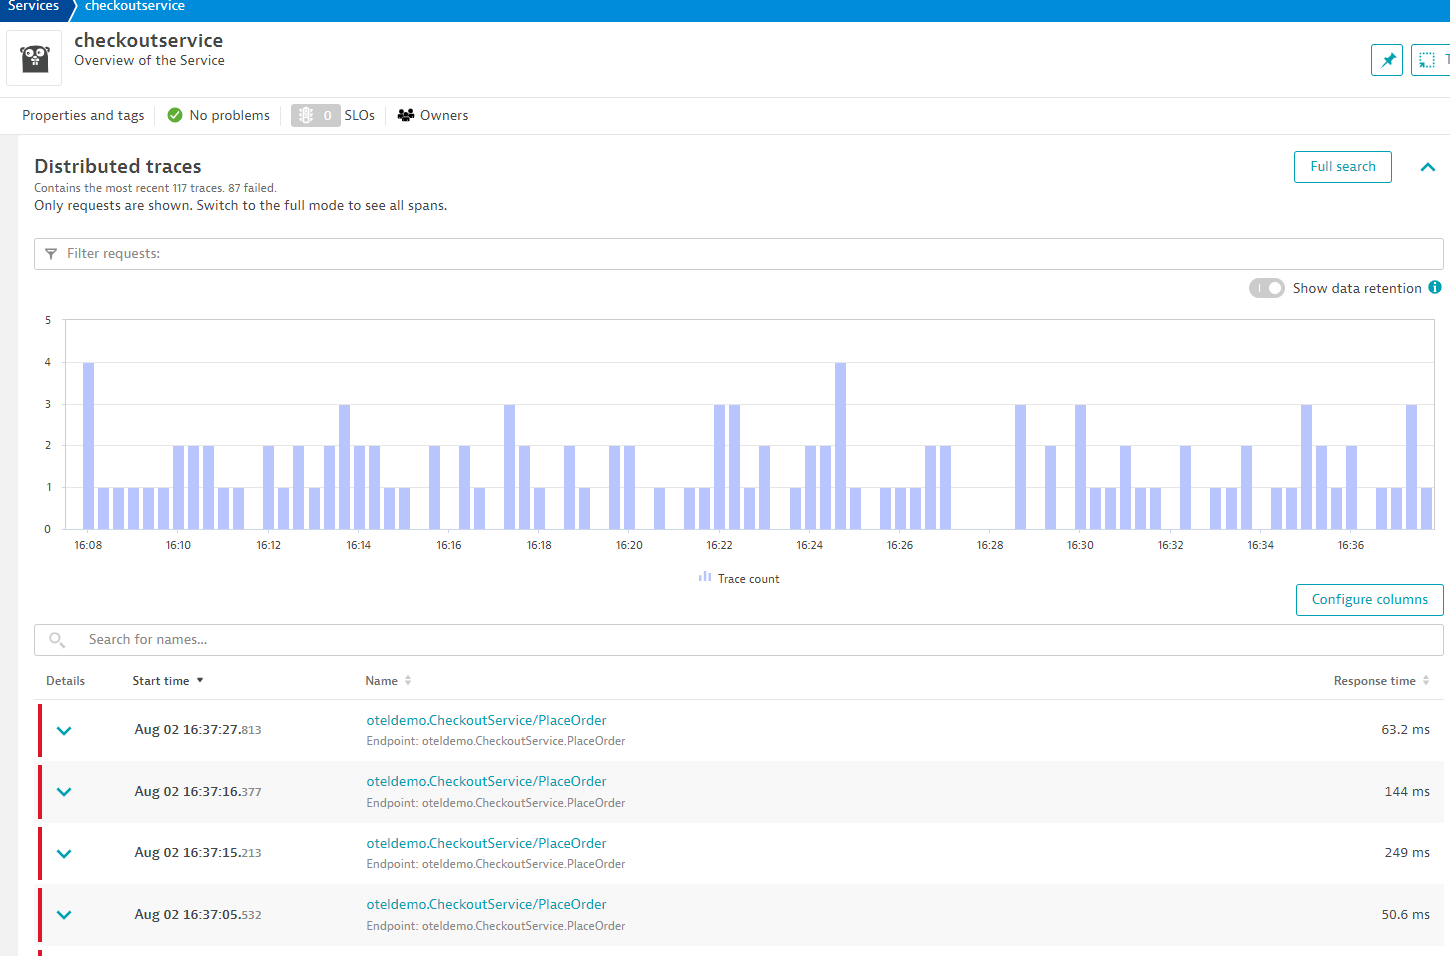 Services checkoutservice
checkoutservice
Overview of the Service
T
Properties and tags No problems 0 SLOs Owners
Distributed traces
Full search
Contains the most recent 117 traces. 87 failed.
Only requests are shown. Switch to the full mode to see all spans.
Filter requests:
Show data retention
5
4
3
2
1
0
16:08 16:10 16:12 16:14 16:16 16:18 16:20 16:22 16:24 16:26 16:28 16:30 16:32 16:34 16:36
Trace count
Configure columns
Search for names...
Details Start time Name Response time
Aug 02 16:37:27.813 oteldemo.CheckoutService/PlaceOrder 63.2 ms
Endpoint: oteldemo.CheckoutService.PlaceOrder
Aug 02 16:37:16.377 oteldemo.CheckoutService/PlaceOrder 144 ms
Endpoint: oteldemo.CheckoutService.PlaceOrder
Aug 02 16:37:15.213 oteldemo.CheckoutService/PlaceOrder 249 ms
Endpoint: oteldemo.CheckoutService.PlaceOrder
Aug 02 16:37:05.532 oteldemo.CheckoutService/PlaceOrder 50.6 ms
Endpoint: oteldemo.CheckoutService.PlaceOrder